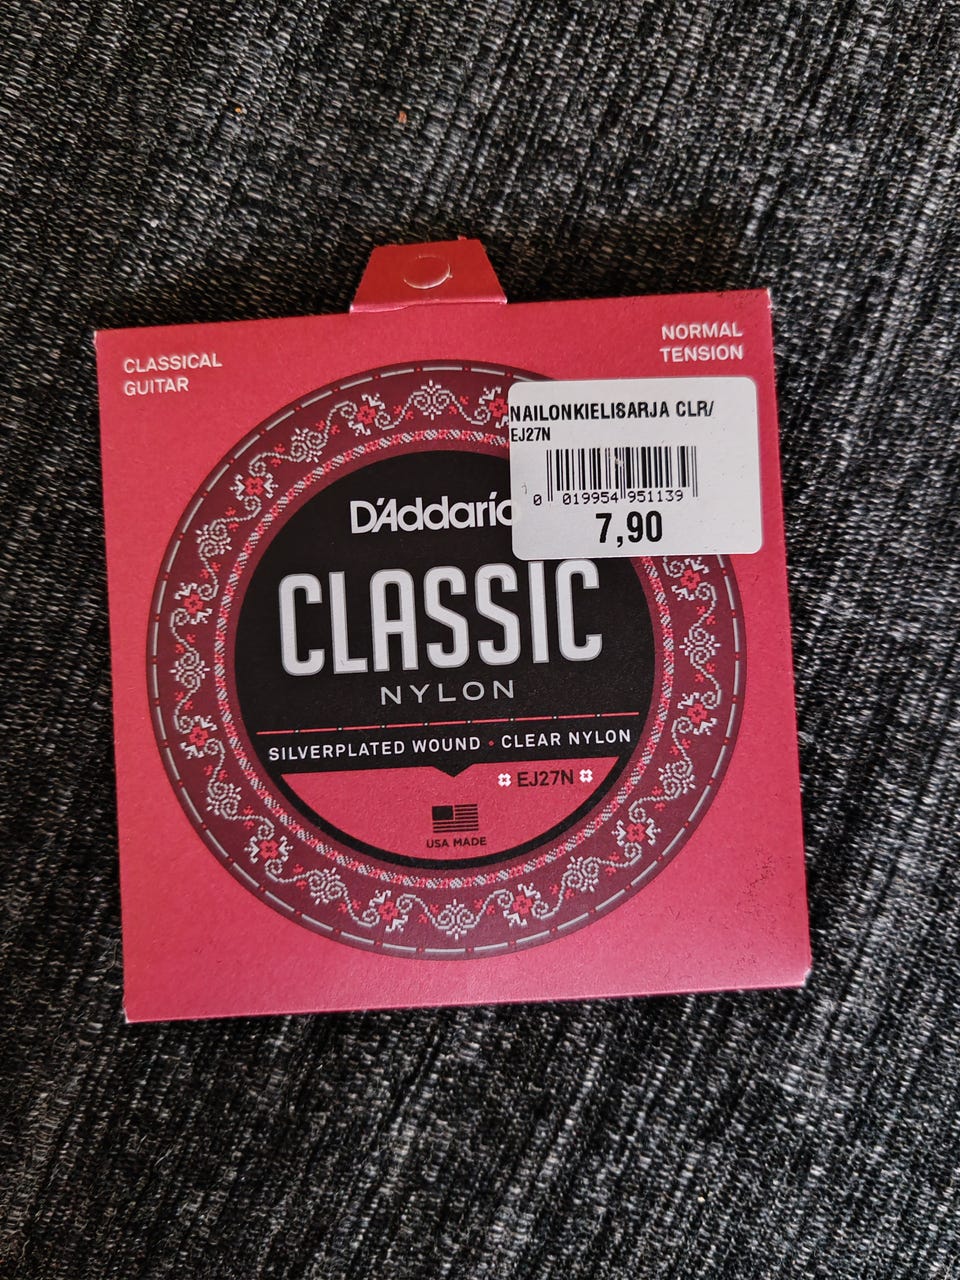 CLASSICAL
GUITAR
NORMAL
TENSION
NAILONKIELISARJA CLR/
EJ27N
0 019954 951139
7,90
D'Addario
CLASSIC
NYLON
SILVERPLATED WOUND • CLEAR NYLON
EJ27N
USA MADE